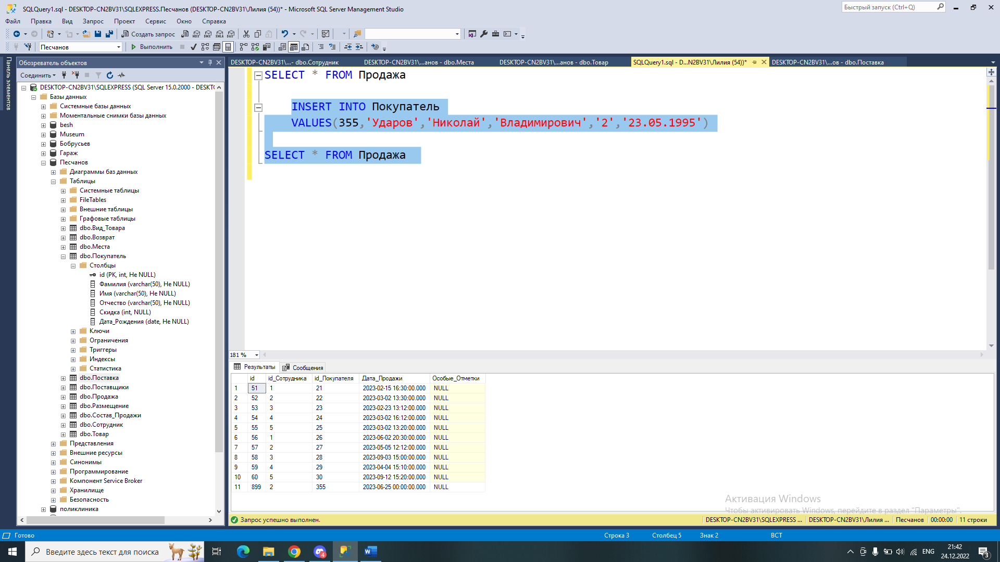 SQLQuery1.sql - DESKTOP-CN2BV31\SQLEXPRESS.Песчанов (DESKTOP-CN2BV31\Лилия (54))* - Microsoft SQL Server Management Studio
Быстрый запуск (Ctrl+Q)
Файл Правка Вид Запрос Проект Сервис Окно Справка
Создать запрос MDX DMX XMLA DAX
Песчанов Выполнить
Панель элементов
Обозреватель объектов
Соединить
DESKTOP-CN2BV31\SQLEXPRESS (SQL Server 15.0.2000 - DESKT
Базы данных
Системные базы данных
Моментальные снимки базы данных
besh
Museum
Бобрусьев
Гараж
Песчанов
Диаграммы баз данных
Таблицы
Системные таблицы
FileTables
Внешние таблицы
Графовые таблицы
dbo.Вид_Товара
dbo.Возврат
dbo.Места
dbo.Покупатель
Столбцы
id (PK, int, Не NULL)
Фамилия (varchar(50), Не NULL)
Имя (varchar(50), Не NULL)
Отчество (varchar(50), Не NULL)
Скидка (int, NULL)
Дата_Рождения (date, Не NULL)
Ключи
Ограничения
Триггеры
Индексы
Статистика
dbo.Поставка
dbo.Поставщики
dbo.Продажа
dbo.Размещение
dbo.Состав_Продажи
dbo.Сотрудник
dbo.Товар
Представления
Внешние ресурсы
Синонимы
Программирование
Компонент Service Broker
Хранилище
Безопасность
поликлиника
DESKTOP-CN2BV31\...- dbo.Сотрудник DESKTOP-CN2BV31\...анов - dbo.Места DESKTOP-CN2BV31\...анов - dbo.Товар SQLQuery1.sql - D...N2BV31\Лилия (54))* DESKTOP-CN2BV31\...ов - dbo.Поставка
SELECT * FROM Продажа
INSERT INTO Покупатель
VALUES(355,'Ударов','Николай','Владимирович','2','23.05.1995')
SELECT * FROM Продажа
181 %
Результаты Сообщения
id id_Сотрудника id_Покупателя Дата_Продажи Особые_Отметки
1 51 1 21 2023-02-15 16:30:00.000 NULL
2 52 2 22 2023-03-02 13:30:00.000 NULL
3 53 3 23 2023-02-23 13:12:00.000 NULL
4 54 4 24 2023-03-02 16:12:00.000 NULL
5 55 5 25 2023-03-02 13:20:00.000 NULL
6 56 1 26 2023-06-02 20:30:00.000 NULL
7 57 2 27 2023-05-05 12:12:00.000 NULL
8 58 3 28 2023-09-03 15:00:00.000 NULL
9 59 4 29 2023-04-04 15:10:00.000 NULL
10 60 5 30 2023-09-12 15:20:00.000 NULL
11 899 2 355 2023-06-25 00:00:00.000 NULL
Активация Windows
Чтобы активировать Windows, перейдите в раздел "Параметры".
Запрос успешно выполнен. DESKTOP-CN2BV31\SQLEXPRESS ... DESKTOP-CN2BV31\Лилия ... Песчанов 00:00:00 11 строки
Готово Строка 3 Столбец 5 Знак 2 ВСТ
Введите здесь текст для поиска 4 ENG 21:42
24.12.2022 3